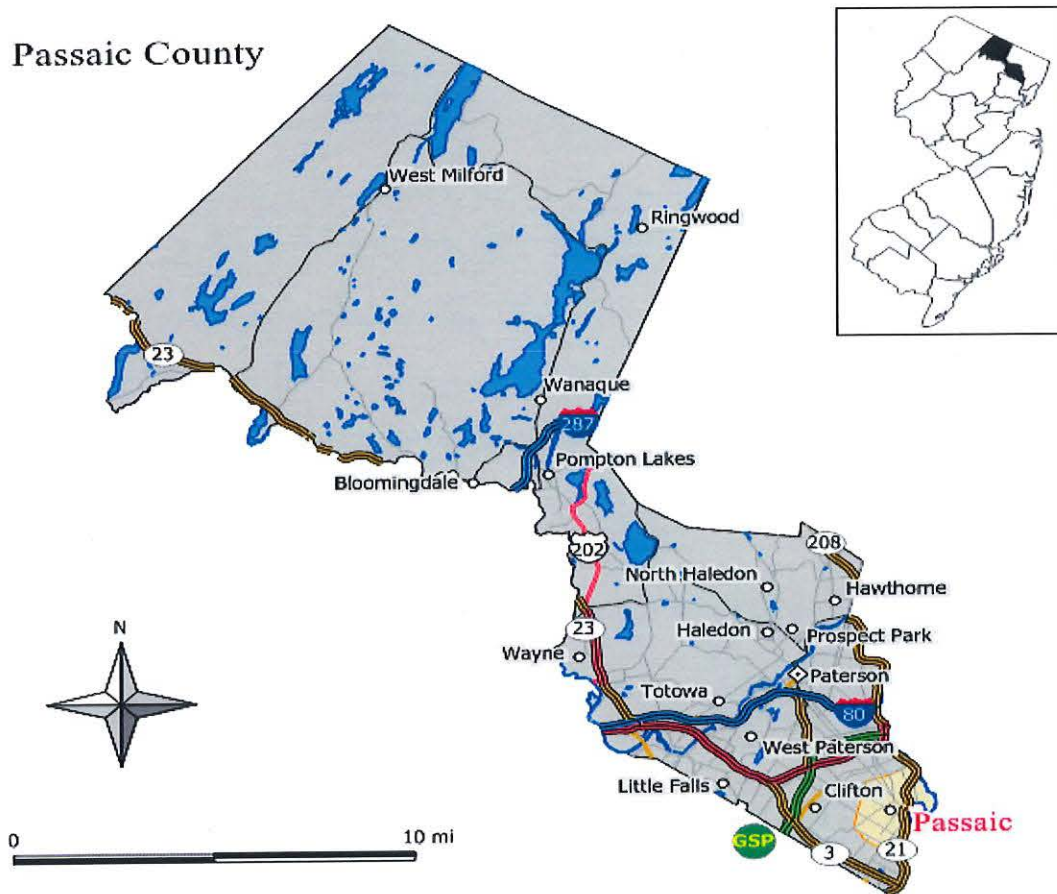 Passaic County
West Milford
Ringwood
23
Wanaque
287
Pompton Lakes
Bloomingdale
202
208
North Haledon
Hawthorne
N
23
Haledon
Prospect Park
Wayne
Paterson
Totowa
80
West Paterson
Little Falls
Clifton
Passaic
0
10 mi
GSP
3
21